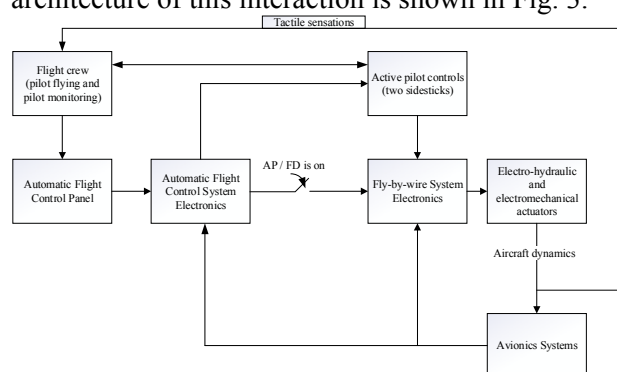 architecture of this interaction is shown in Fig. 3.
Tactile sensations
Flight crew
(pilot flying and
pilot monitoring)
Active pilot controls
(two sidesticks)
Automatic Flight
Control Panel
Automatic Flight
Control System
Electronics
AP / FD is on
Fly-by-wire System
Electronics
Electro-hydraulic
and
electromechanical
actuators
Aircraft dynamics
Avionics Systems